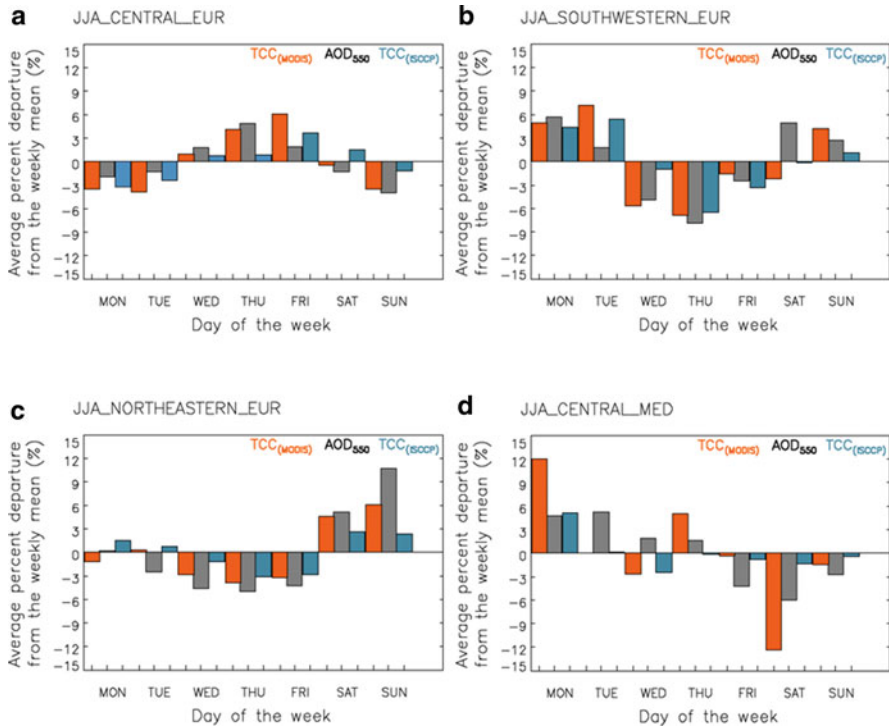 a JJA_CENTRAL_EUR
Average percent departure
from the weekly mean (%)
15
12
9
6
3
0
−3
−6
−9
−12
−15
TCC(MODIS) AOD550 TCC(ISCCP)
MON TUE WED THU FRI SAT SUN
Day of the week
b JJA_SOUTHWESTERN_EUR
Average percent departure
from the weekly mean (%)
15
12
9
6
3
0
−3
−6
−9
−12
−15
TCC(MODIS) AOD550 TCC(ISCCP)
MON TUE WED THU FRI SAT SUN
Day of the week
c JJA_NORTHEASTERN_EUR
Average percent departure
from the weekly mean (%)
15
12
9
6
3
0
−3
−6
−9
−12
−15
TCC(MODIS) AOD550 TCC(ISCCP)
MON TUE WED THU FRI SAT SUN
Day of the week
d JJA_CENTRAL_MED
Average percent departure
from the weekly mean (%)
15
12
9
6
3
0
−3
−6
−9
−12
−15
TCC(MODIS) AOD550 TCC(ISCCP)
MON TUE WED THU FRI SAT SUN
Day of the week